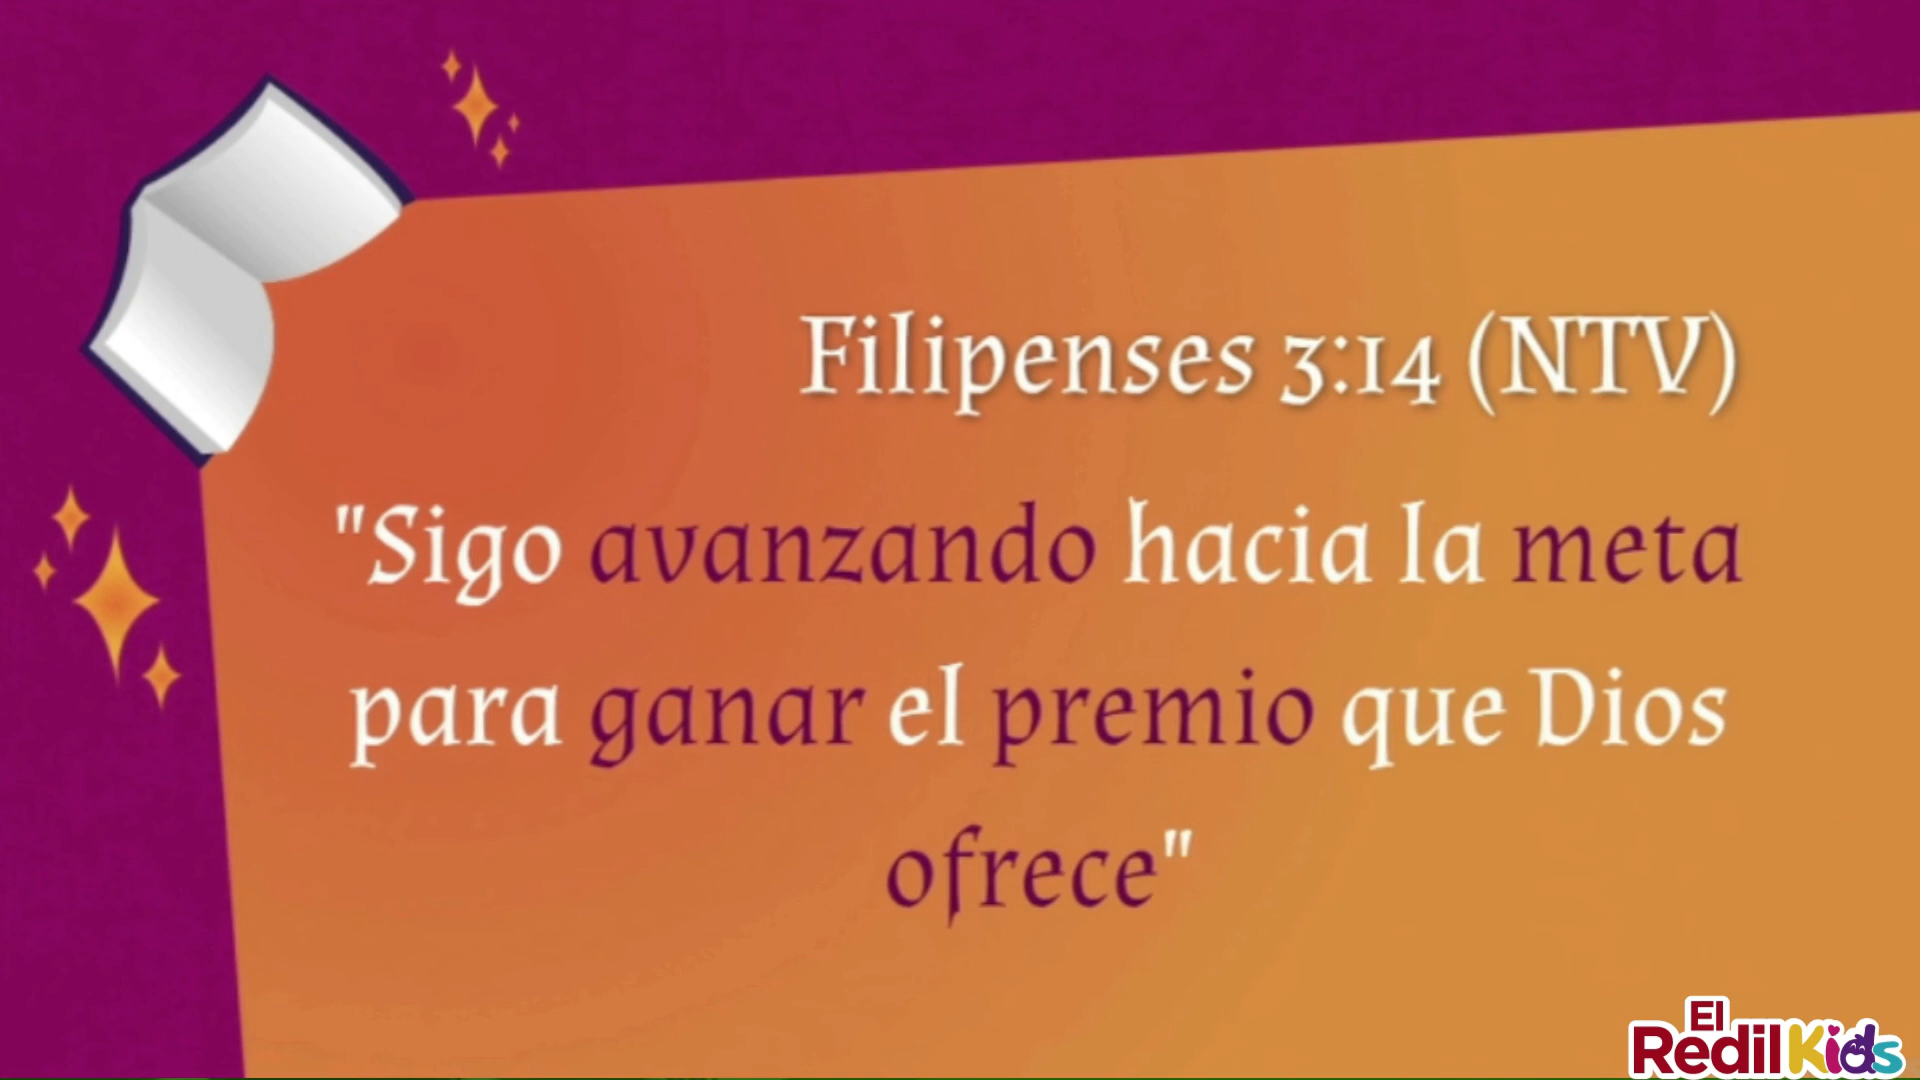 Filipenses 3:14 (NTV)
"Sigo avanzando hacia la meta
para ganar el premio que Dios
ofrece"
El
RedilKids